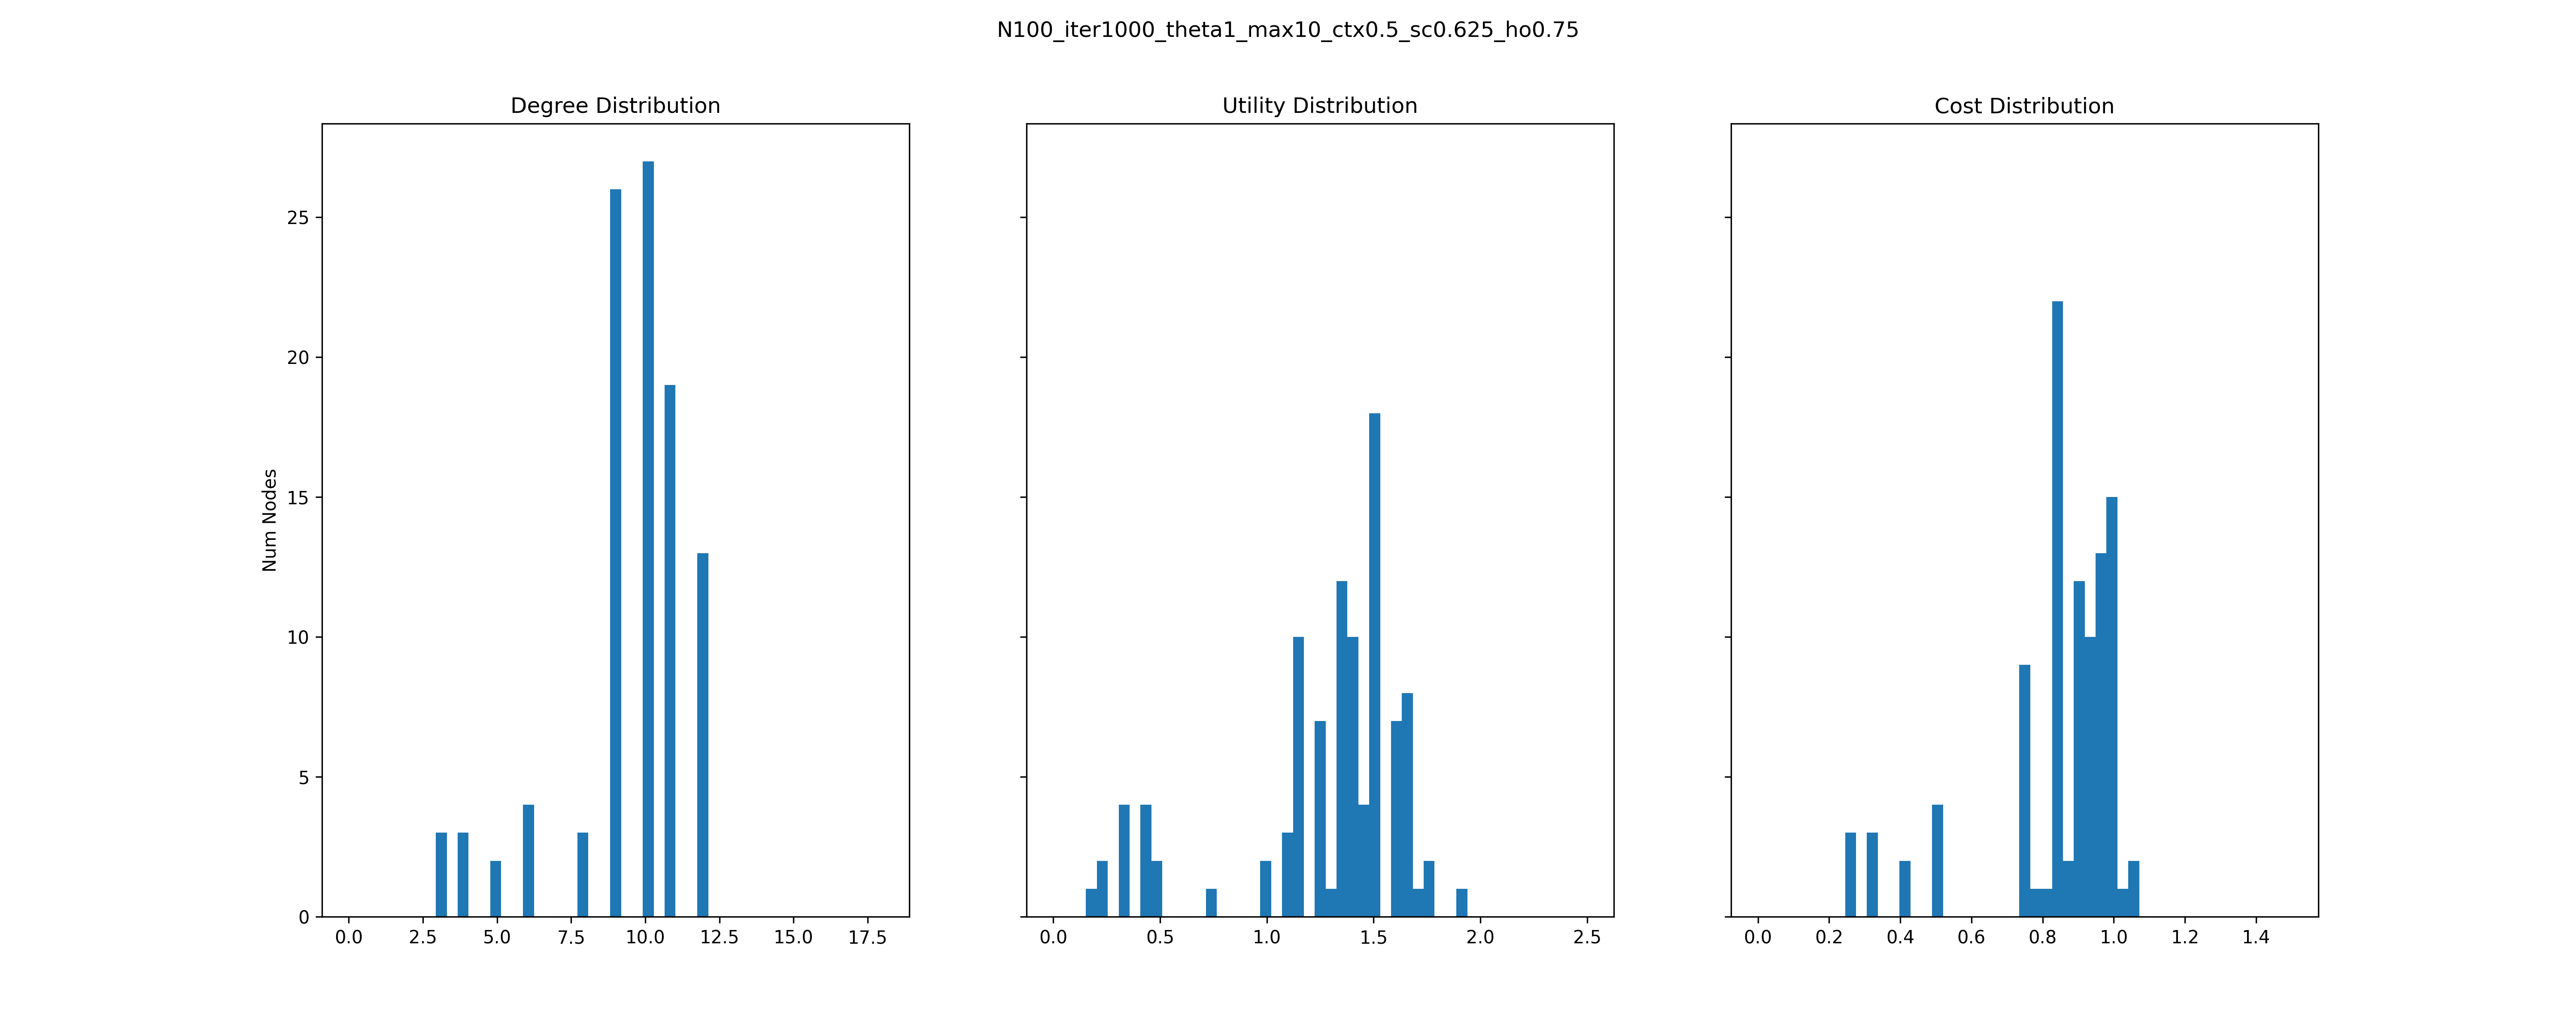 N100_iter1000_theta1_max10_ctx0.5_sc0.625_ho0.75
Degree Distribution
Num Nodes
25
20
15
10
5
0
0.0 2.5 5.0 7.5 10.0 12.5 15.0 17.5
Utility Distribution
0.0 0.5 1.0 1.5 2.0 2.5
Cost Distribution
0.0 0.2 0.4 0.6 0.8 1.0 1.2 1.4